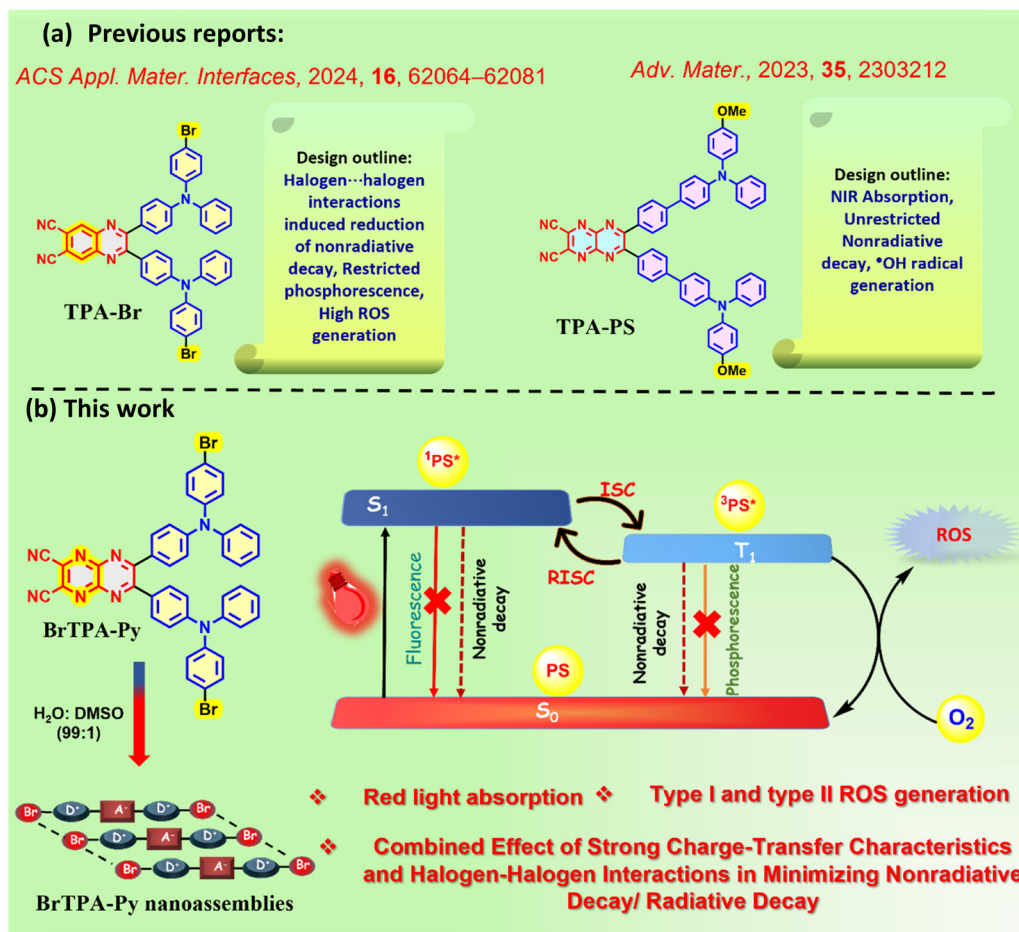 (a) Previous reports:
ACS Appl. Mater. Interfaces, 2024, 16, 62064–62081
Adv. Mater., 2023, 35, 2303212
Br
N
NC
N
NC
N
N
Br
TPA-Br
Design outline:
Halogen···halogen
interactions
induced reduction
of nonradiative
decay, Restricted
phosphorescence,
High ROS
generation
OMe
N
NC
N
N
NC
N
N
N
OMe
TPA-PS
Design outline:
NIR Absorption,
Unrestricted
Nonradiative
decay, •OH radical
generation
(b) This work
Br
N
NC
N
N
NC
N
N
N
Br
BrTPA-Py
H₂O: DMSO
(99:1)
Br D⁺ A⁻ D⁺ Br
Br D⁺ A⁻ D⁺ Br
Br D⁺ A⁻ D⁺ Br
BrTPA-Py nanoassemblies
¹PS*
S₁
ISC
RISC
³PS*
T₁
Fluorescence
Nonradiative
decay
Nonradiative
decay
Phosphorescence
PS
S₀
ROS
O₂
❖ Red light absorption ❖ Type I and type II ROS generation
❖ Combined Effect of Strong Charge-Transfer Characteristics
and Halogen-Halogen Interactions in Minimizing Nonradiative
Decay/ Radiative Decay